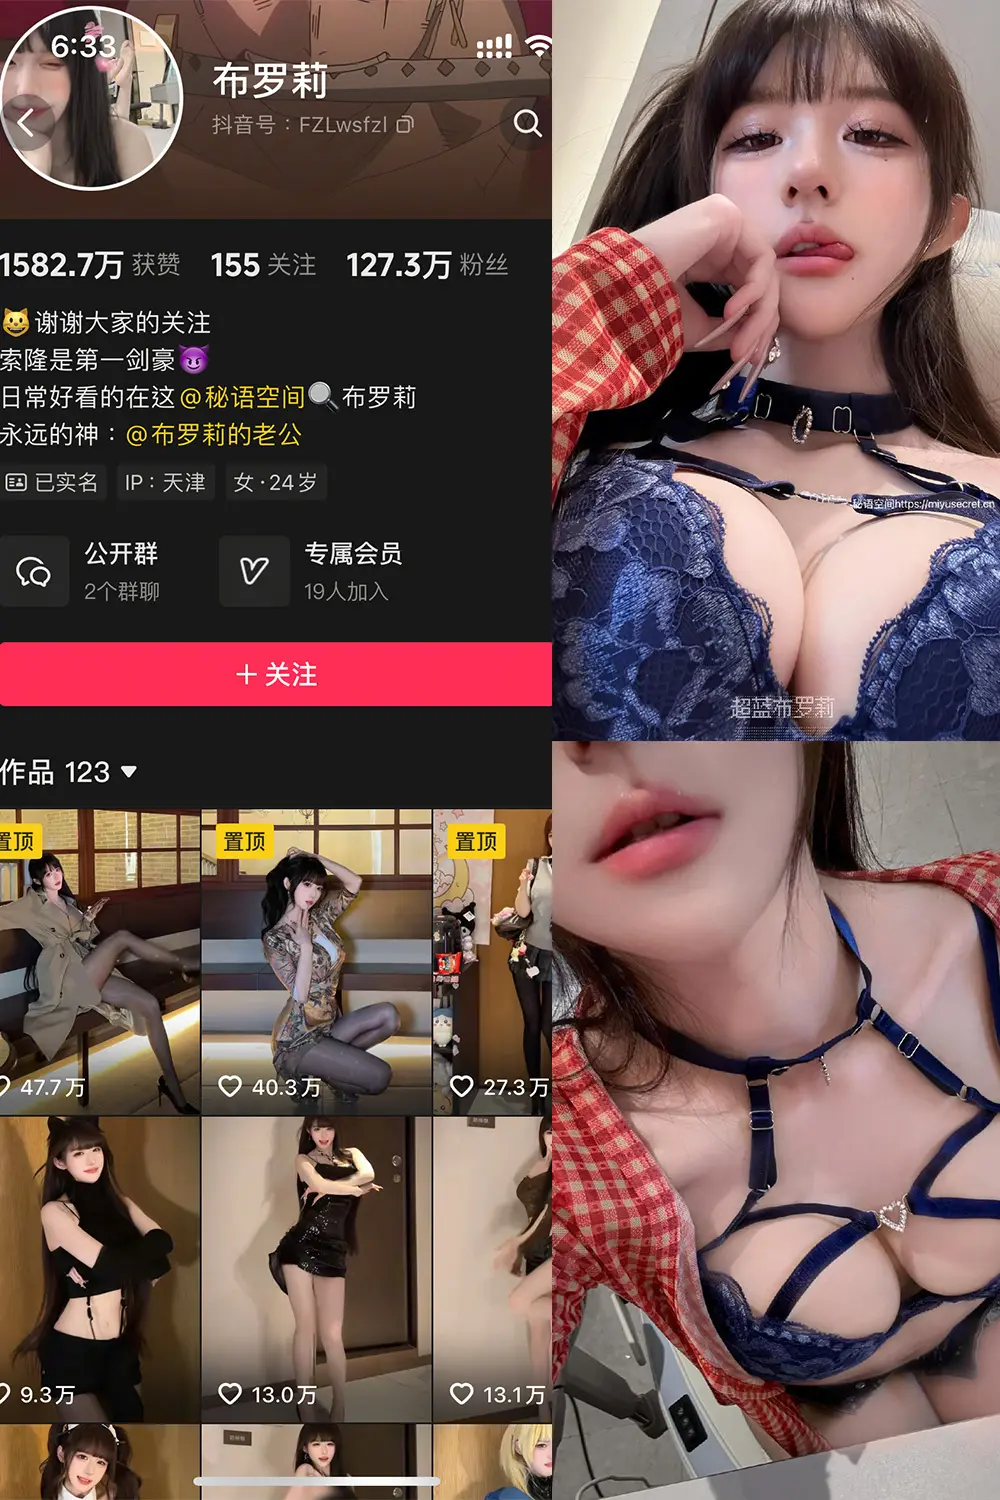 6:33
布罗莉
抖音号：FZLwsfzl
1582.7万 获赞 155 关注 127.3万 粉丝
😺谢谢大家的关注
索隆是第一剑豪😈
日常好看的在这@秘语空间🔍布罗莉
永远的神：@布罗莉的老公
已实名 IP：天津 女·24岁
公开群 专属会员
2个群聊 19人加入
＋关注
作品 123
置顶 置顶 置顶
47.7万 40.3万 27.3万
9.3万 13.0万 13.1万
秘语空间https://miyusecret.cn
超蓝布罗莉